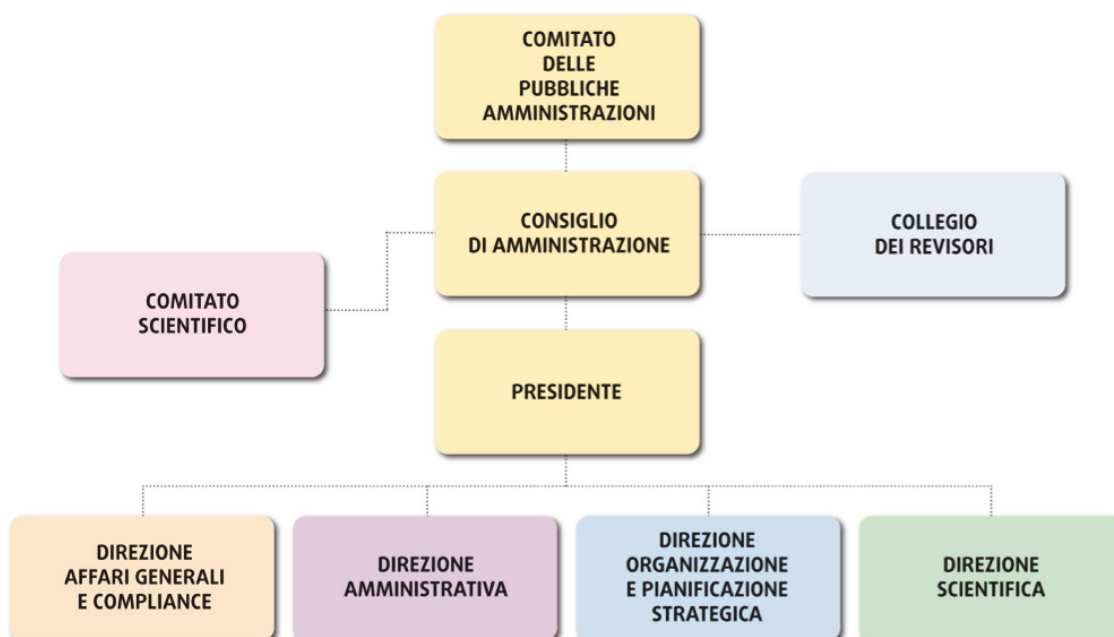 COMITATO
DELLE
PUBBLICHE
AMMINISTRAZIONI
CONSIGLIO
DI AMMINISTRAZIONE
COLLEGIO
DEI REVISORI
COMITATO
SCIENTIFICO
PRESIDENTE
DIREZIONE
AFFARI GENERALI
E COMPLIANCE
DIREZIONE
AMMINISTRATIVA
DIREZIONE
ORGANIZZAZIONE
E PIANIFICAZIONE
STRATEGICA
DIREZIONE
SCIENTIFICA